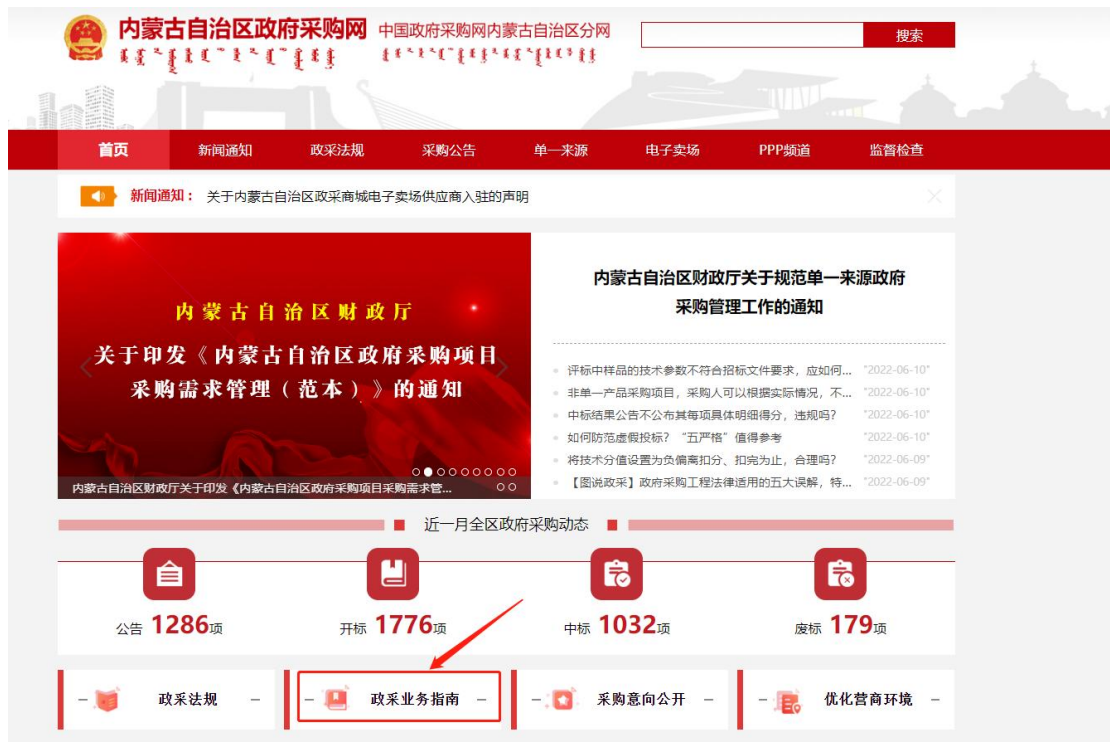 内蒙古自治区政府采购网
中国政府采购网内蒙古自治区分网
搜索
首页 新闻通知 政采法规 采购公告 单一来源 电子卖场 PPP频道 监督检查
新闻通知： 关于内蒙古自治区政采商城电子卖场供应商入驻的声明
内蒙古自治区财政厅
关于印发《内蒙古自治区政府采购项目
采购需求管理（范本）》的通知
内蒙古自治区财政厅关于印发《内蒙古自治区政府采购项目采购需求管...
内蒙古自治区财政厅关于规范单一来源政府
采购管理工作的通知
评标中样品的技术参数不符合招标文件要求，应如何... "2022-06-10"
非单一产品采购项目，采购人可以根据实际情况，不... "2022-06-10"
中标结果公告不公布其每项具体明细得分，违规吗？ "2022-06-10"
如何防范虚假投标？“五严格”值得参考 "2022-06-10"
将技术分值设置为负偏离扣分、扣完为止，合理吗？ "2022-06-09"
【图说政采】政府采购工程法律适用的五大误解，特... "2022-06-09"
近一月全区政府采购动态
公告 1286项 开标 1776项 中标 1032项 废标 179项
政采法规 政采业务指南 采购意向公开 优化营商环境